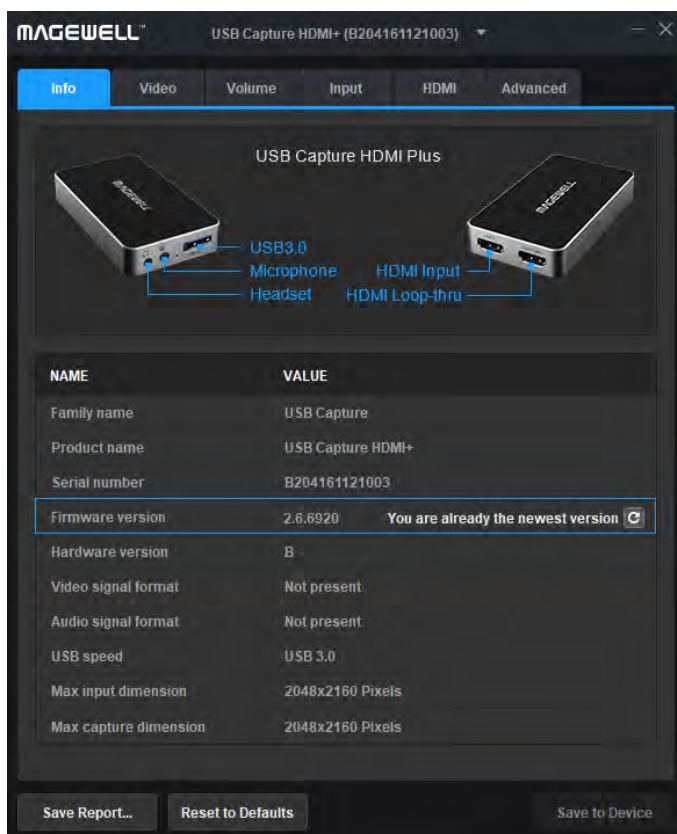 MAGEWELL™ USB Capture HDMI+ (B204161121003)
Info Video Volume Input HDMI Advanced
USB Capture HDMI Plus
MAGEWELL MAGEWELL
USB3.0
Microphone HDMI Input
Headset HDMI Loop-thru
NAME VALUE
Family name USB Capture
Product name USB Capture HDMI+
Serial number B204161121003
Firmware version 2.6.6920 You are already the newest version
Hardware version B
Video signal format Not present
Audio signal format Not present
USB speed USB 3.0
Max input dimension 2048x2160 Pixels
Max capture dimension 2048x2160 Pixels
Save Report... Reset to Defaults Save to Device